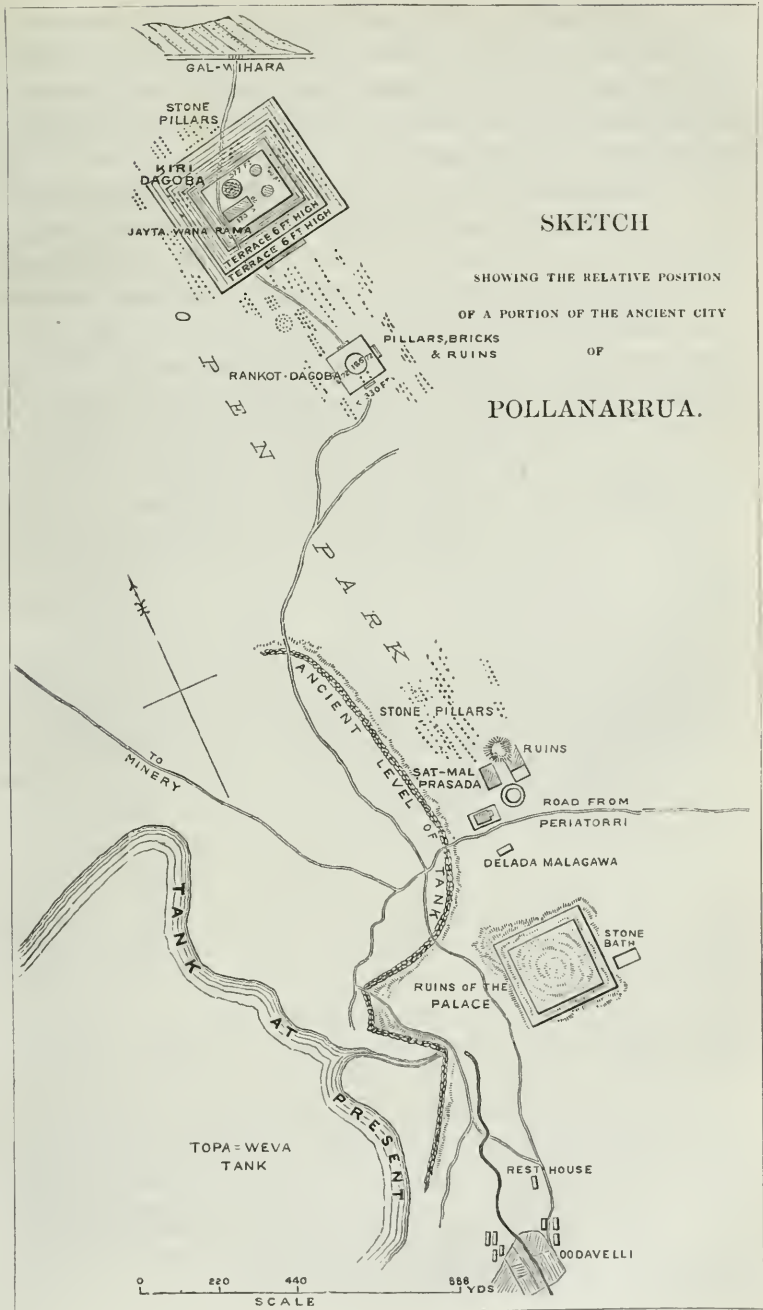 SKETCH
SHOWING THE RELATIVE POSITION
OF A PORTION OF THE ANCIENT CITY
OF
POLLANARRUA.
GAL-WIHARA
STONE
PILLARS
KIRI
DAGOBA
JAYTA.WANA RAMA
TERRACE 6 FT HIGH
TERRACE 6 FT HIGH
PILLARS, BRICKS
& RUINS
RANKOT-DAGOBA
OPEN PARK
ANCIENT LEVEL OF TANK
STONE PILLARS
RUINS
SAT-MAL
PRASADA
TO
MINERY
ROAD FROM
PERIATORRI
DELADA MALAGAWA
STONE
BATH
RUINS OF THE
PALACE
TANK AT PRESENT
TOPA=WEVA
TANK
REST HOUSE
OODAVELLI
0 220 440 YDS
SCALE